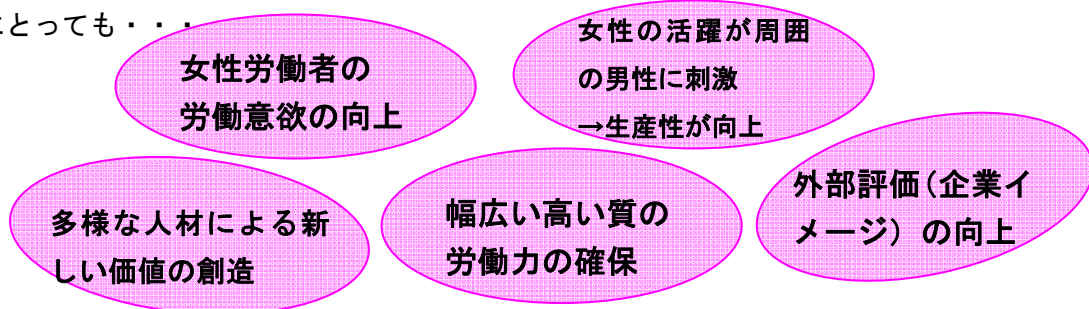 にとっても・・・
女性労働者の
労働意欲の向上
女性の活躍が周囲
の男性に刺激
→生産性が向上
多様な人材による新
しい価値の創造
幅広い高い質の
労働力の確保
外部評価(企業イ
メージ)の向上